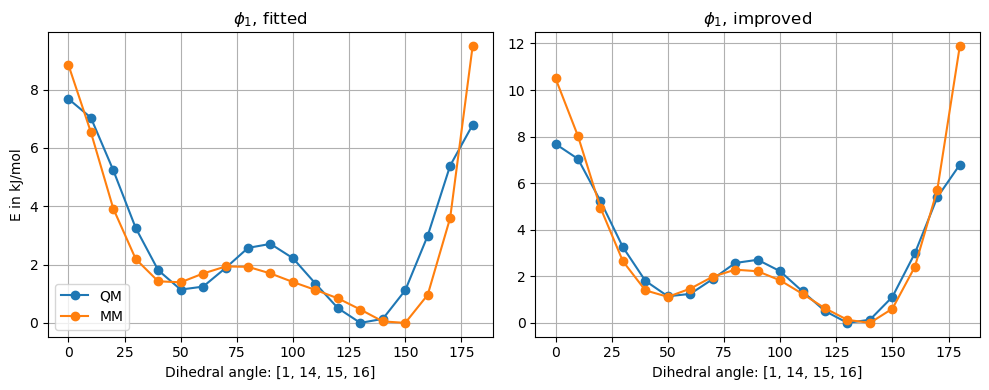 ϕ₁, fitted
E in kJ/mol
8
6
4
2
0
QM
MM
0 25 50 75 100 125 150 175
Dihedral angle: [1, 14, 15, 16]
ϕ₁, improved
12
10
8
6
4
2
0
0 25 50 75 100 125 150 175
Dihedral angle: [1, 14, 15, 16]